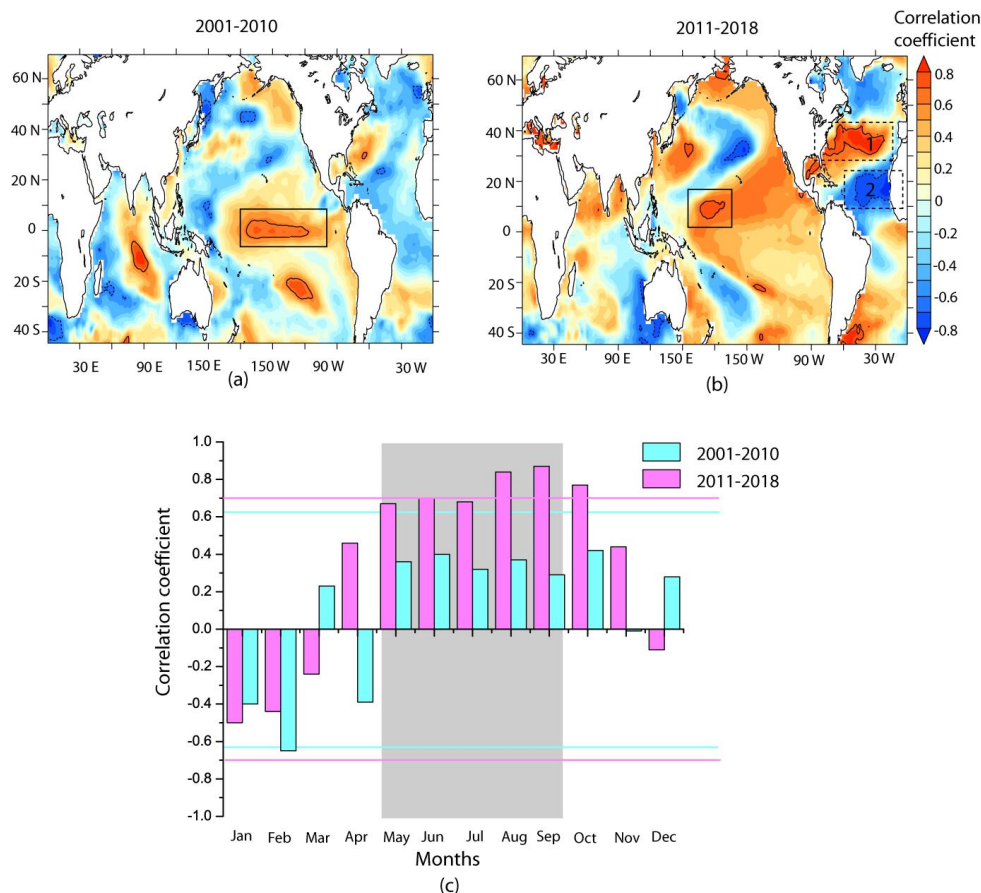 2001-2010
60 N
40 N
20 N
0
20 S
40 S
30 E
90 E
150 E
150 W
90 W
30 W
(a)
2011-2018
60 N
40 N
20 N
0
20 S
40 S
1
2
30 E
90 E
150 E
150 W
90 W
30 W
(b)
Correlation
coefficient
0.8
0.6
0.4
0.2
0
-0.2
-0.4
-0.6
-0.8
Correlation coefficient
1.0
0.8
0.6
0.4
0.2
0.0
-0.2
-0.4
-0.6
-0.8
-1.0
2001-2010
2011-2018
Jan Feb Mar Apr May Jun Jul Aug Sep Oct Nov Dec
Months
(c)